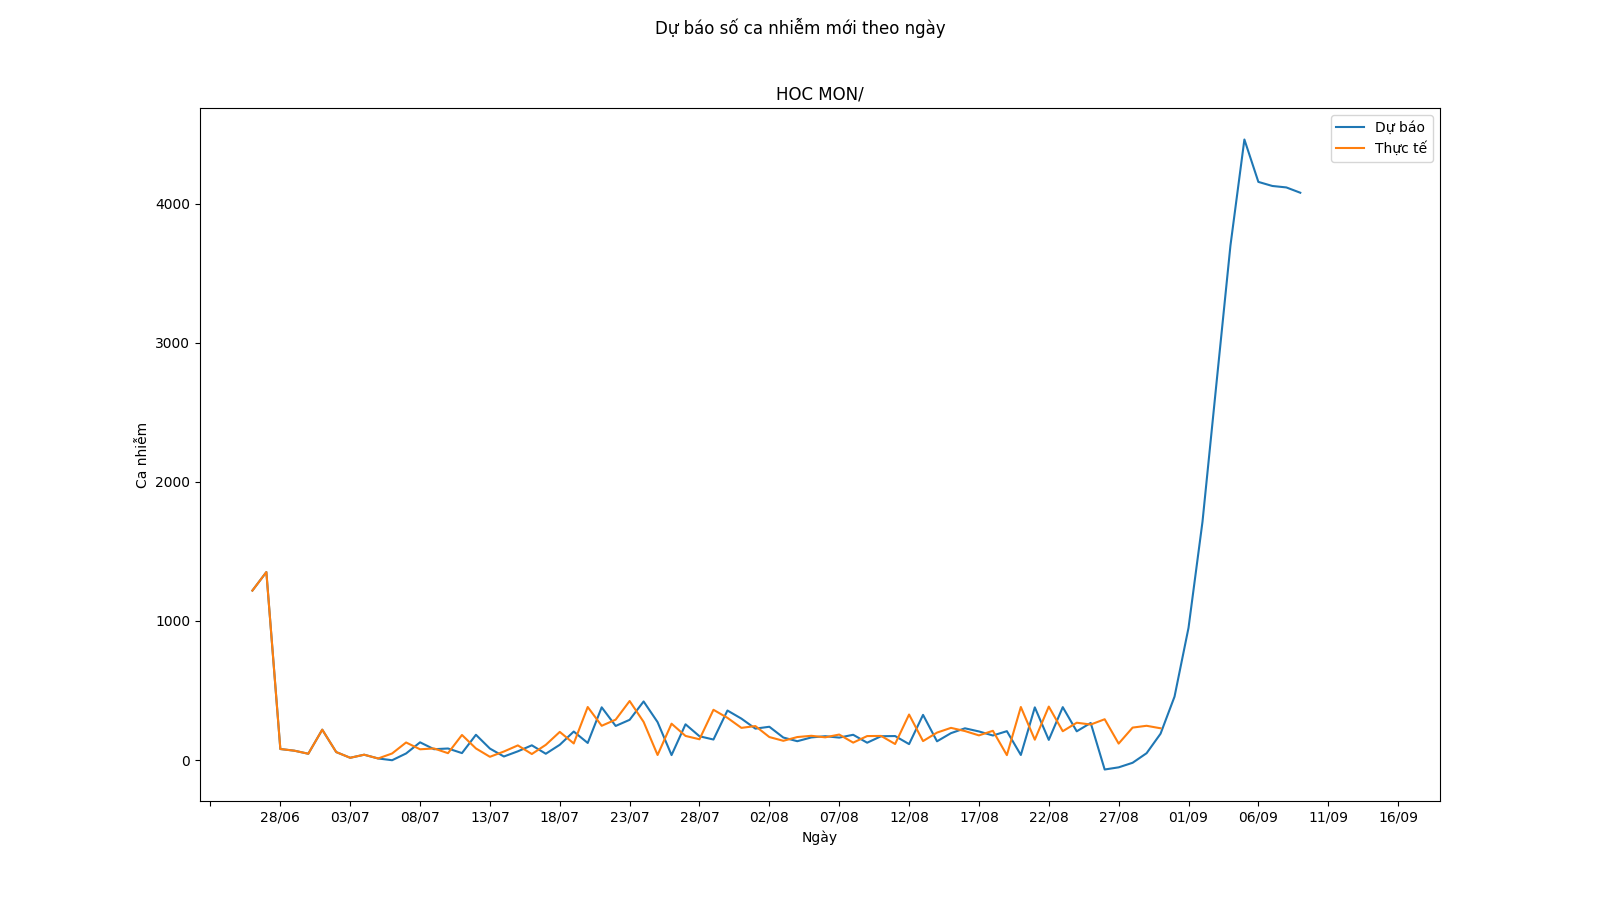 Dự báo số ca nhiễm mới theo ngày
HOC MON/
Dự báo
Thực tế
4000
3000
2000
1000
0
Ca nhiễm
28/06 03/07 08/07 13/07 18/07 23/07 28/07 02/08 07/08 12/08 17/08 22/08 27/08 01/09 06/09 11/09 16/09
Ngày